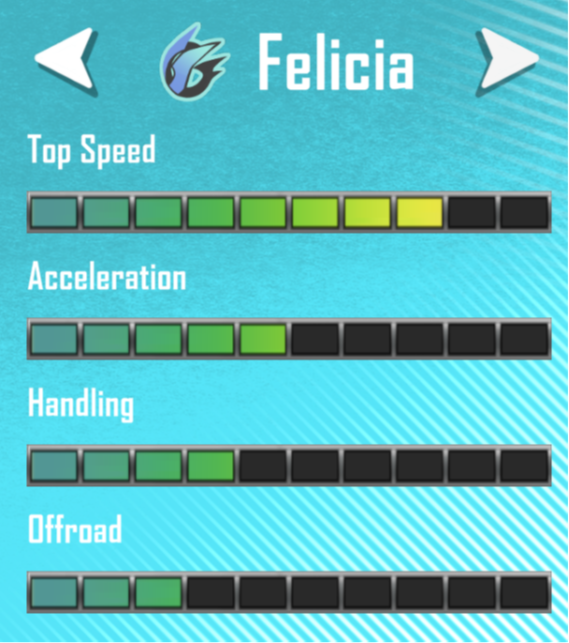 Felicia
Top Speed
Acceleration
Handling
Offroad